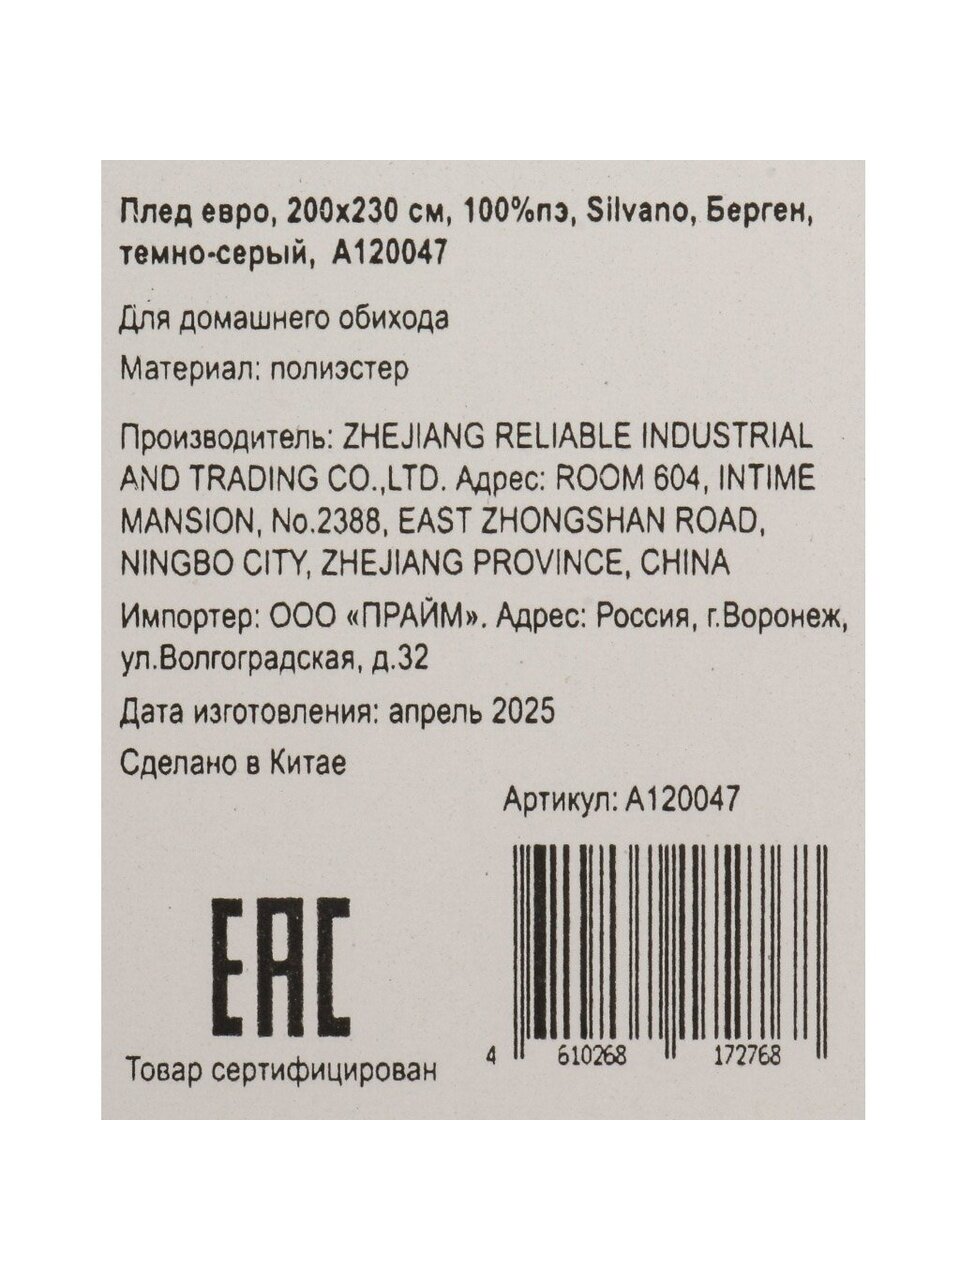 Плед евро, 200х230 см, 100%пэ, Silvano, Берген,
темно-серый, А120047
Для домашнего обихода
Материал: полиэстер
Производитель: ZHEJIANG RELIABLE INDUSTRIAL
AND TRADING CO.,LTD. Адрес: ROOM 604, INTIME
MANSION, No.2388, EAST ZHONGSHAN ROAD,
NINGBO CITY, ZHEJIANG PROVINCE, CHINA
Импортер: ООО «ПРАЙМ». Адрес: Россия, г.Воронеж,
ул.Волгоградская, д.32
Дата изготовления: апрель 2025
Сделано в Китае
Артикул: А120047
EAC
Товар сертифицирован
4 610268 172768